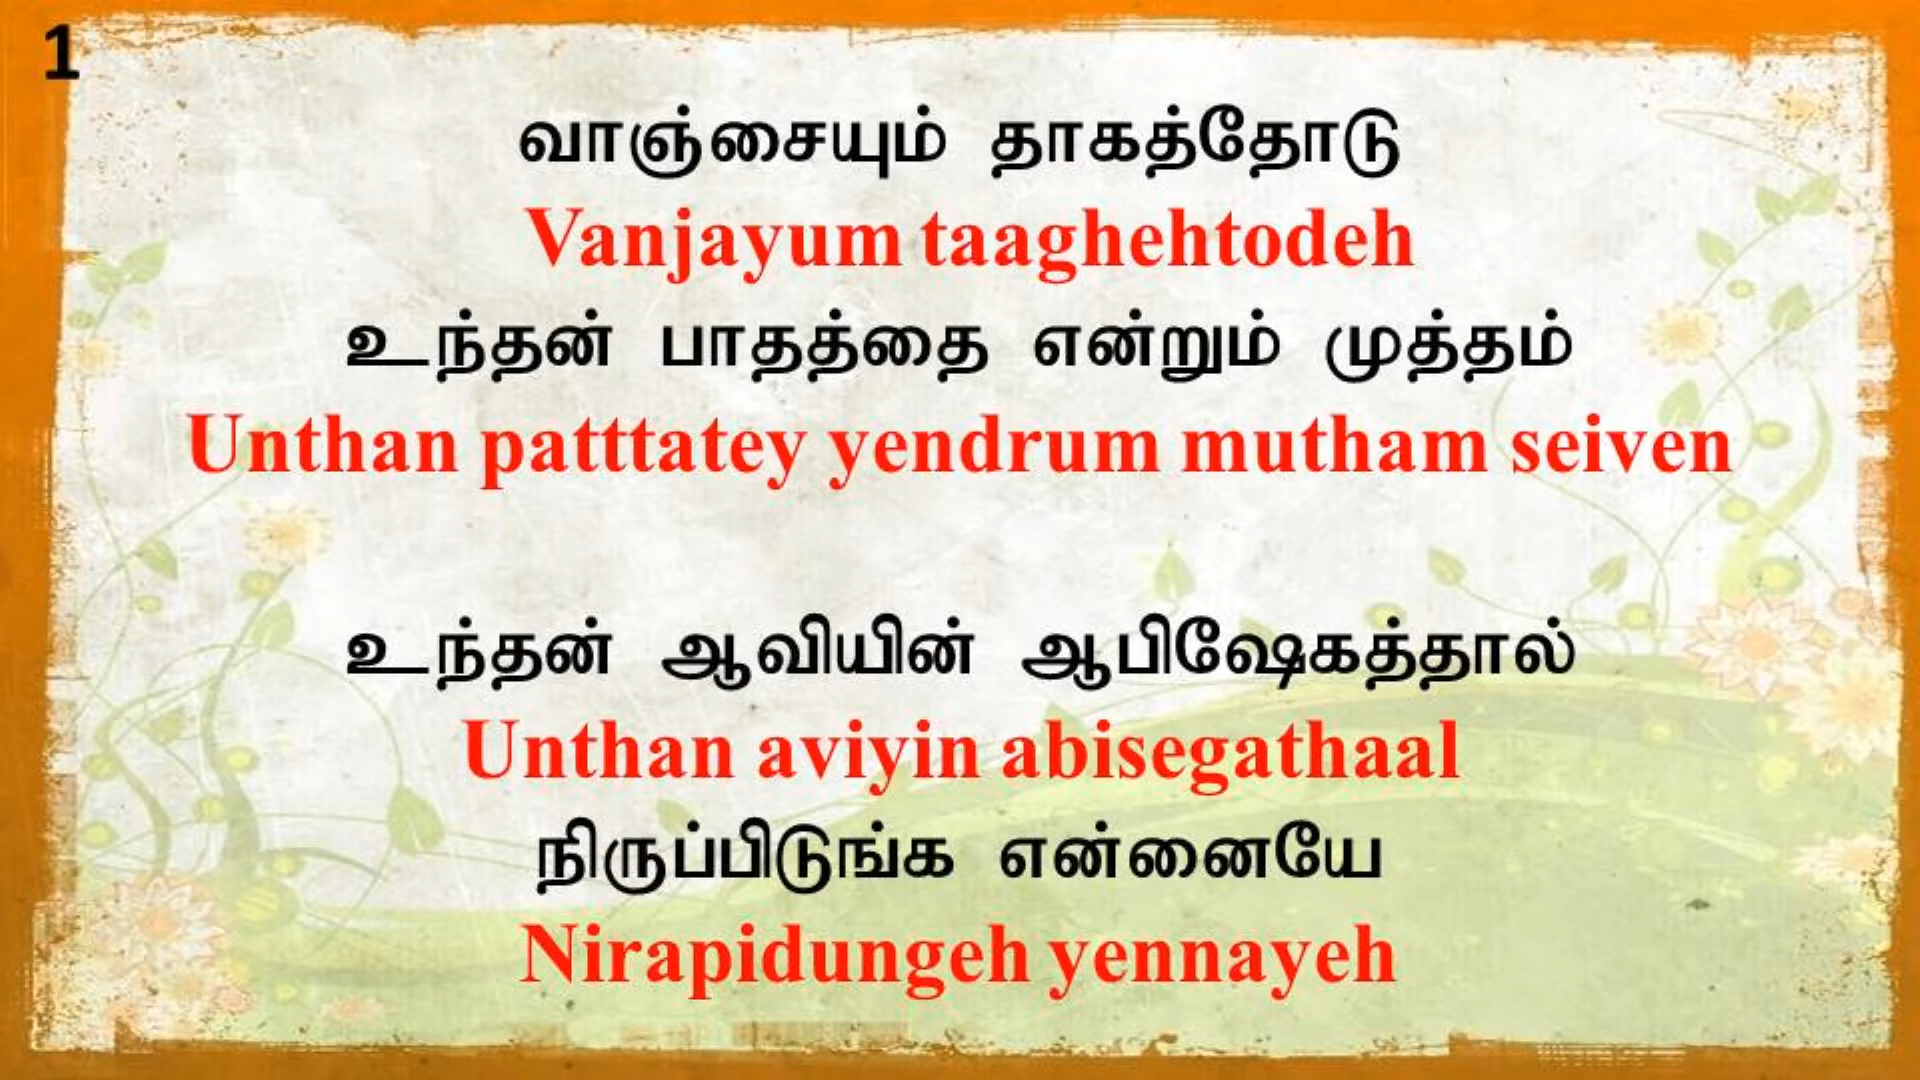 1
வாஞ்சையும் தாகத்தோடு
Vanjayum taaghehtodeh
உந்தன் பாதத்தை என்றும் முத்தம்
Unthan patttatey yendrum mutham seiven
உந்தன் ஆவியின் ஆபிஷேகத்தால்
Unthan aviyin abisegathaal
நிருப்பிடுங்க என்னையே
Nirapidungeh yennayeh